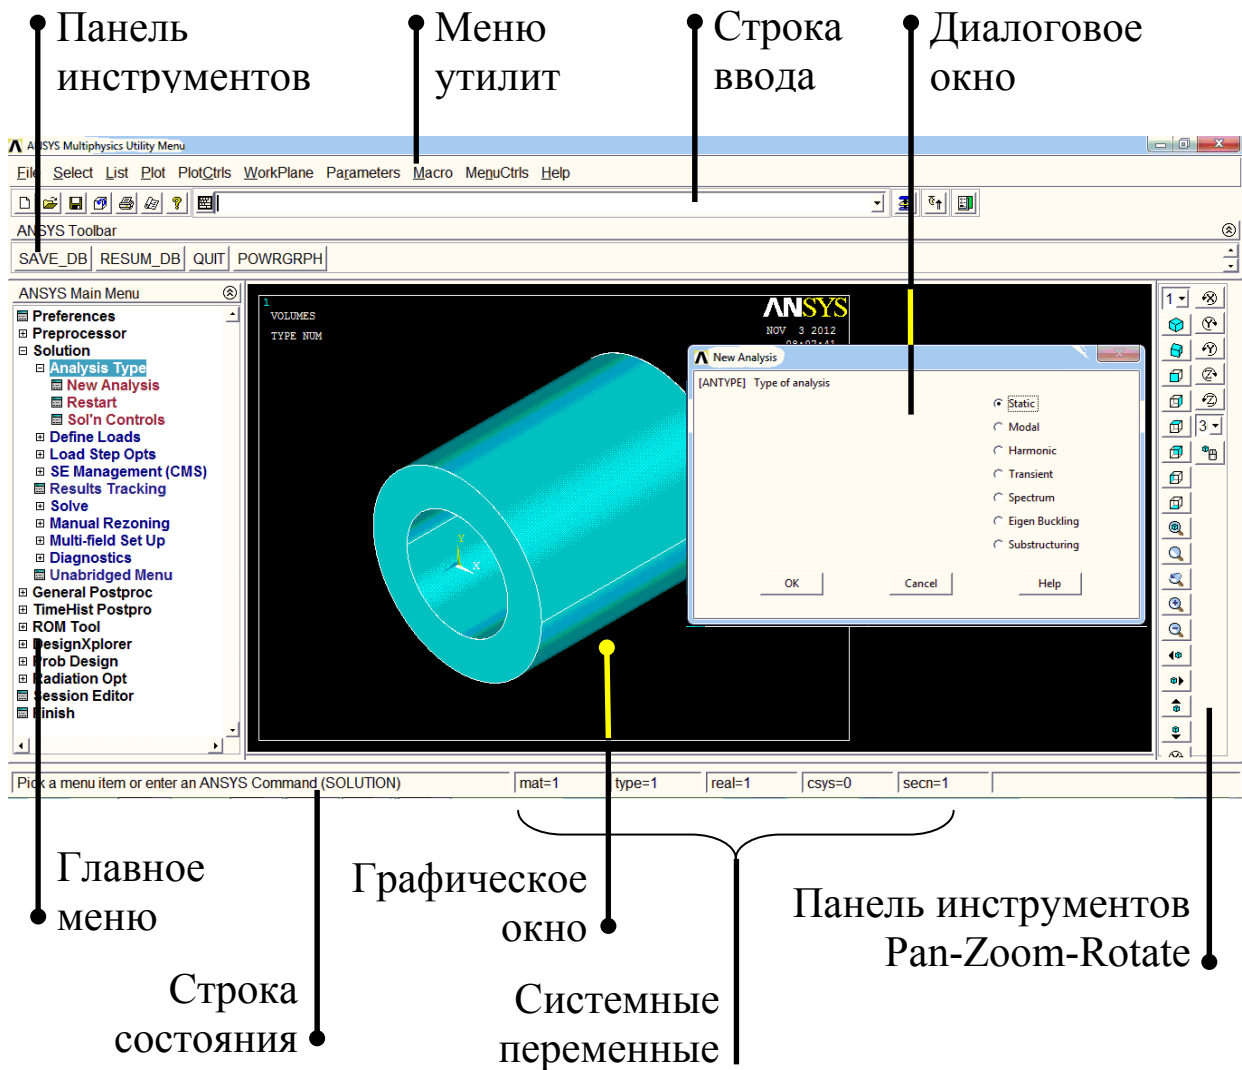 Панель
инструментов
Меню
утилит
Строка
ввода
Диалоговое
окно
ANSYS Multiphysics Utility Menu
File Select List Plot PlotCtrls WorkPlane Parameters Macro MenuCtrls Help
ANSYS Toolbar
SAVE_DB RESUM_DB QUIT POWRGRPH
ANSYS Main Menu
Preferences
Preprocessor
Solution
Analysis Type
New Analysis
Restart
Sol'n Controls
Define Loads
Load Step Opts
SE Management (CMS)
Results Tracking
Solve
Manual Rezoning
Multi-field Set Up
Diagnostics
Unabridged Menu
General Postproc
TimeHist Postpro
ROM Tool
DesignXplorer
Prob Design
Radiation Opt
Session Editor
Finish
1
VOLUMES
TYPE NUM
ANSYS
NOV 3 2012
08:07:41
Y
X
New Analysis
[ANTYPE] Type of analysis
Static
Modal
Harmonic
Transient
Spectrum
Eigen Buckling
Substructuring
OK Cancel Help
1
3
Pick a menu item or enter an ANSYS Command (SOLUTION) mat=1 type=1 real=1 csys=0 secn=1
Главное
меню
Графическое
окно
Панель инструментов
Pan-Zoom-Rotate
Строка
состояния
Системные
переменные